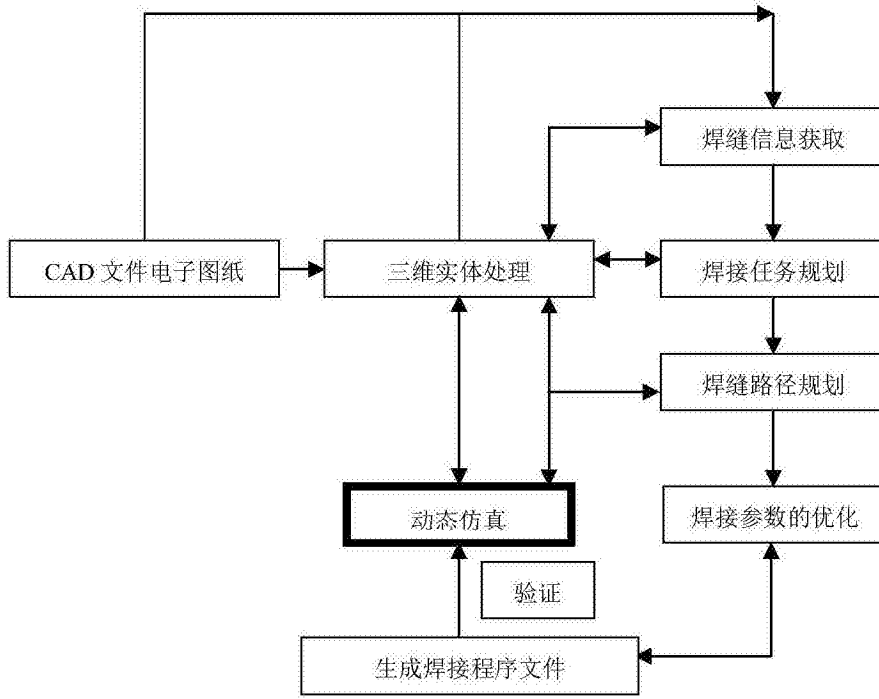 焊缝信息获取
CAD 文件电子图纸
三维实体处理
焊接任务规划
焊缝路径规划
动态仿真
焊接参数的优化
验证
生成焊接程序文件